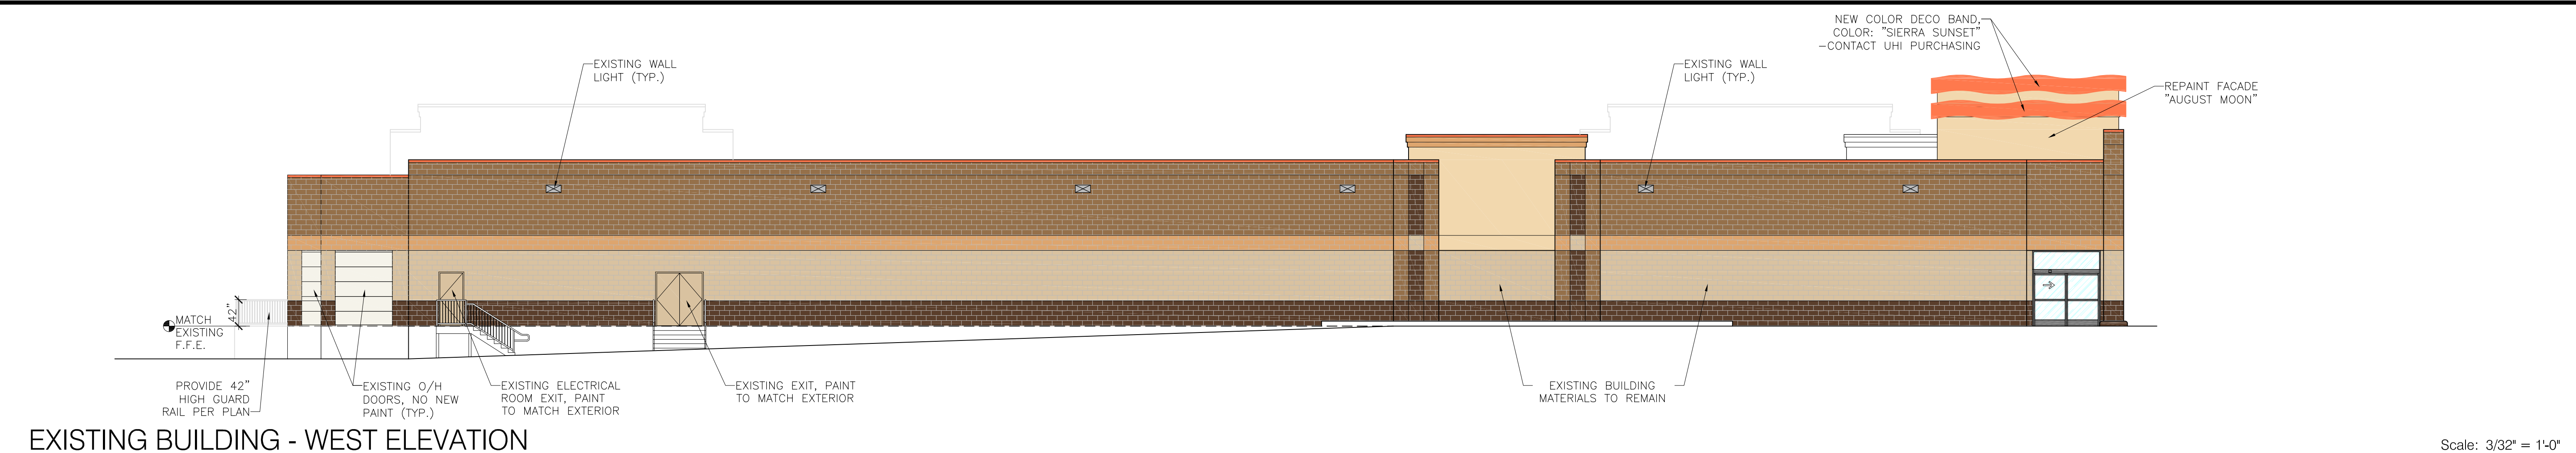 NEW COLOR DECO BAND,
COLOR: "SIERRA SUNSET"
-CONTACT UHI PURCHASING
EXISTING WALL
LIGHT (TYP.)
EXISTING WALL
LIGHT (TYP.)
REPAINT FACADE
"AUGUST MOON"
42"
MATCH
EXISTING
F.F.E.
PROVIDE 42"
HIGH GUARD
RAIL PER PLAN
EXISTING O/H
DOORS, NO NEW
PAINT (TYP.)
EXISTING ELECTRICAL
ROOM EXIT, PAINT
TO MATCH EXTERIOR
EXISTING EXIT, PAINT
TO MATCH EXTERIOR
EXISTING BUILDING
MATERIALS TO REMAIN
EXISTING BUILDING - WEST ELEVATION
Scale: 3/32" = 1'-0"